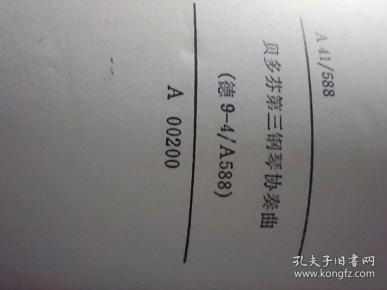 A 41/588
贝多芬第三钢琴协奏曲
(德 9-4/A588)
A 00200
孔夫子旧书网
www.kongfz.com